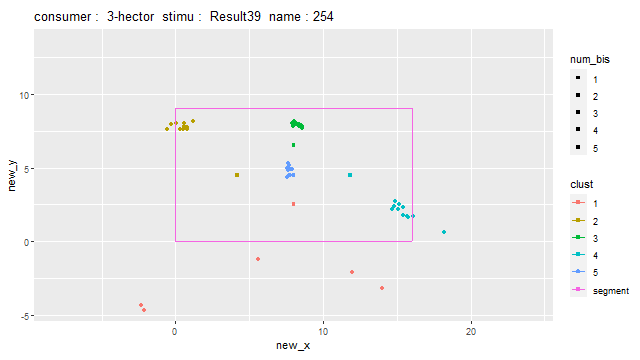 consumer :  3-hector  stimu :  Result39  name : 254
new_y
10
5
0
-5
0
10
20
new_x
num_bis
1
2
3
4
5
clust
1
2
3
4
5
segment